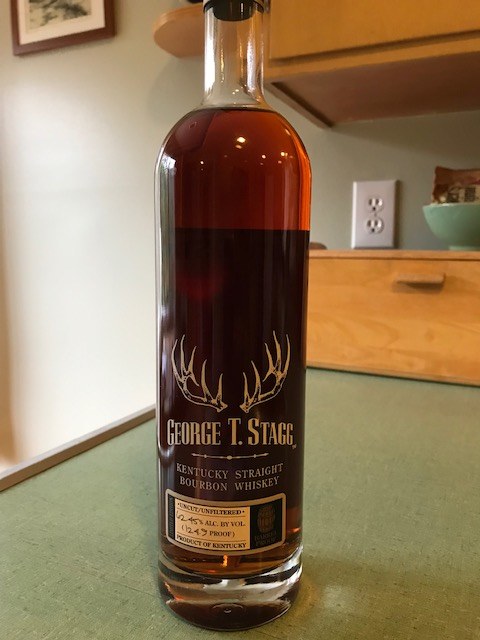 GEORGE T. STAGG
KENTUCKY STRAIGHT
BOURBON WHISKEY
•UNCUT/UNFILTERED•
62.45% ALC. BY VOL.
(124.9 PROOF)
PRODUCT OF KENTUCKY